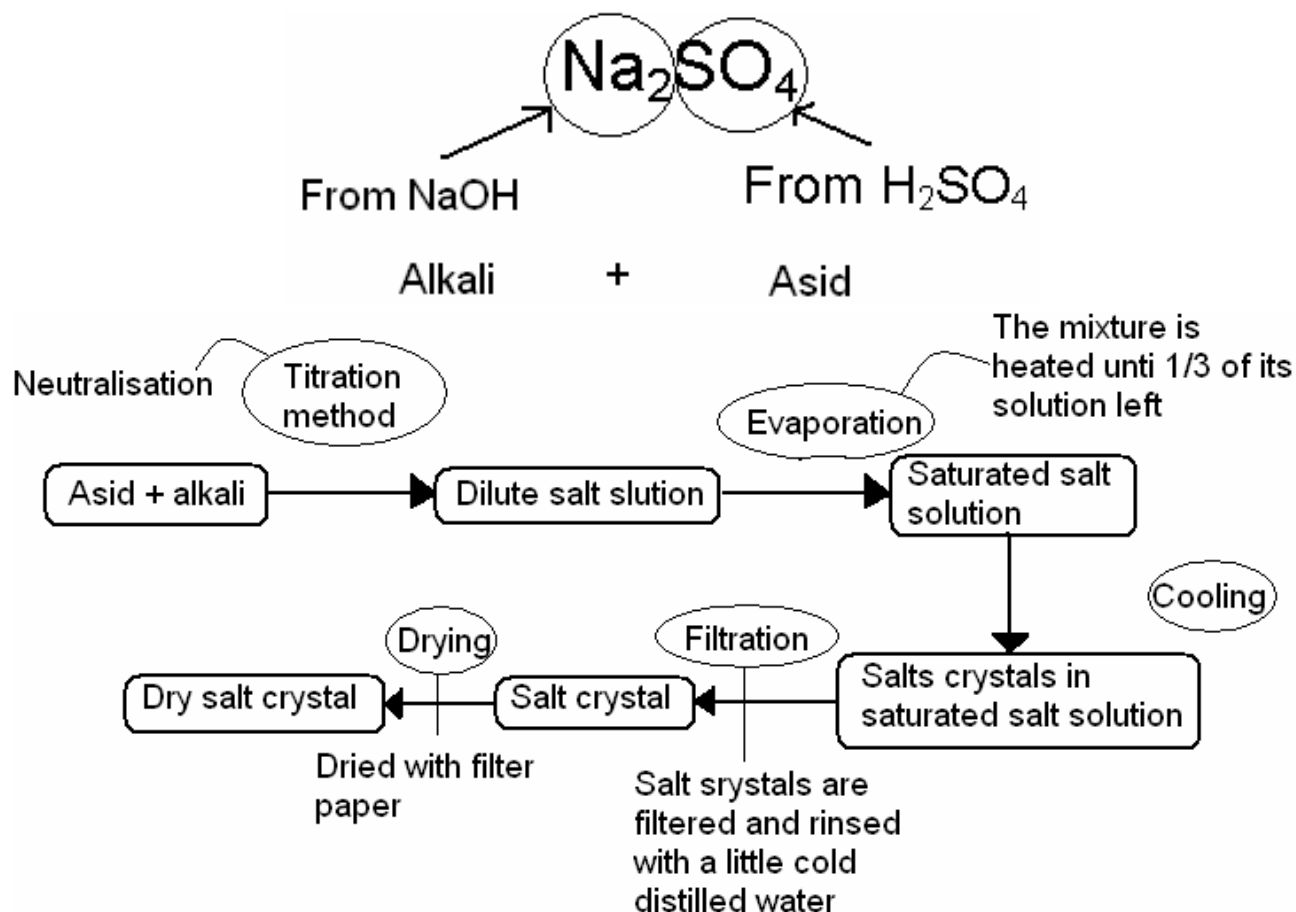 Na₂SO₄
From NaOH
From H₂SO₄
Alkali + Asid
Neutralisation
Titration
method
Evaporation
The mixture is
heated unti 1/3 of its
solution left
Asid + alkali
Dilute salt slution
Saturated salt
solution
Cooling
Salts crystals in
saturated salt solution
Filtration
Salt srystals are
filtered and rinsed
with a little cold
distilled water
Salt crystal
Drying
Dried with filter
paper
Dry salt crystal